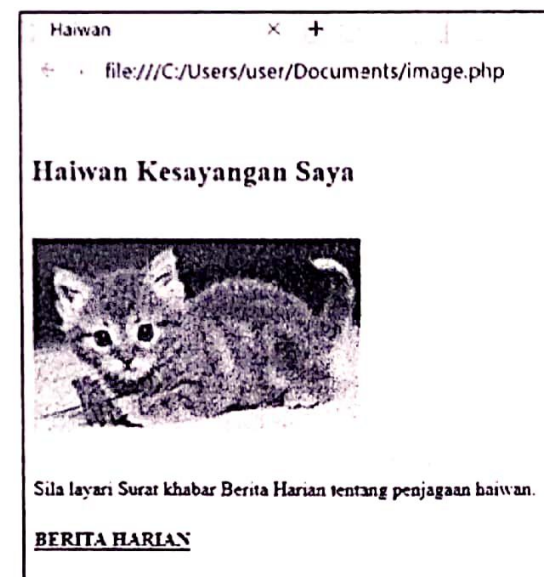 Haiwan × +
file:///C:/Users/user/Documents/image.php
Haiwan Kesayangan Saya
Sila layari Surat khabar Berita Harian tentang penjagaan haiwan.
BERITA HARIAN